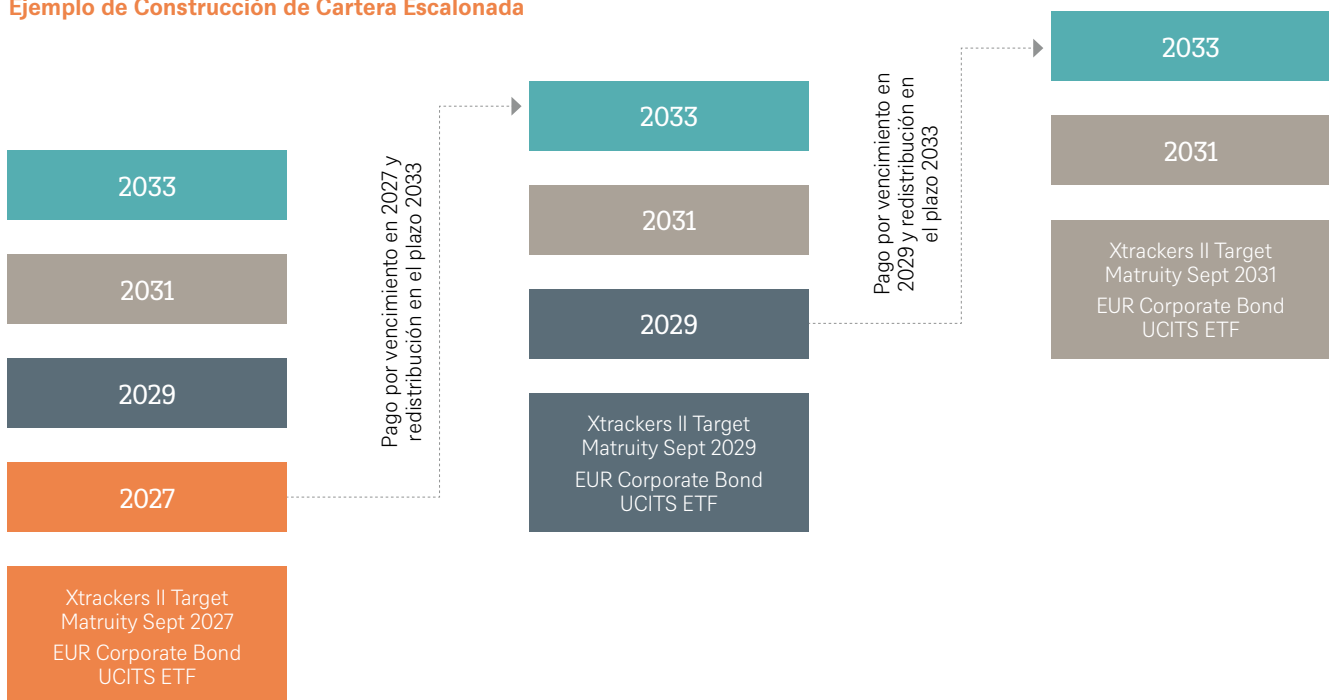 Ejemplo de Construcción de Cartera Escalonada
2033
2031
2029
2027
Xtrackers II Target
Matruity Sept 2027
EUR Corporate Bond
UCITS ETF
Pago por vencimiento en 2027 y
redistribución en el plazo 2033
2033
2031
2029
Xtrackers II Target
Matruity Sept 2029
EUR Corporate Bond
UCITS ETF
Pago por vencimiento en
2029 y redistribución en
el plazo 2033
2033
2031
Xtrackers II Target
Matruity Sept 2031
EUR Corporate Bond
UCITS ETF